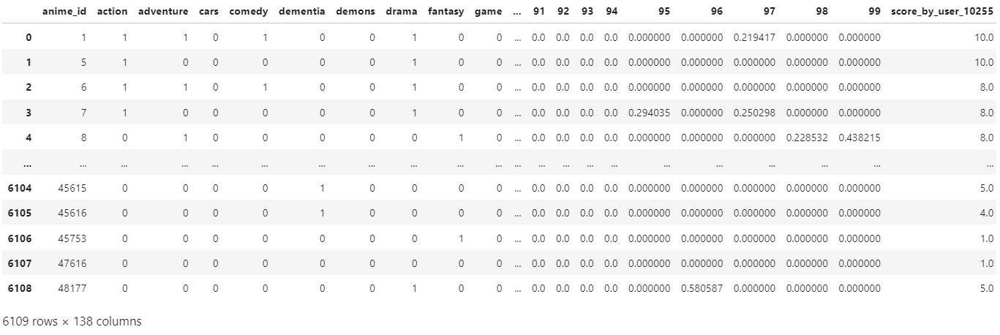 anime_id action adventure cars comedy dementia demons drama fantasy game ... 91 92 93 94 95 96 97 98 99 score_by_user_10255
0 1 1 1 0 1 0 0 1 0 0 ... 0.0 0.0 0.0 0.0 0.000000 0.000000 0.219417 0.000000 0.000000 10.0
1 5 1 0 0 0 0 0 1 0 0 ... 0.0 0.0 0.0 0.0 0.000000 0.000000 0.000000 0.000000 0.000000 10.0
2 6 1 1 0 1 0 0 1 0 0 ... 0.0 0.0 0.0 0.0 0.000000 0.000000 0.000000 0.000000 0.000000 8.0
3 7 1 0 0 0 0 0 1 0 0 ... 0.0 0.0 0.0 0.0 0.294035 0.000000 0.250298 0.000000 0.000000 8.0
4 8 0 1 0 0 0 0 0 1 0 ... 0.0 0.0 0.0 0.0 0.000000 0.000000 0.000000 0.228532 0.438215 8.0
... ... ... ... ... ... ... ... ... ... ... ... ... ... ... ... ... ... ... ... ... ...
6104 45615 0 0 0 0 1 0 0 0 0 ... 0.0 0.0 0.0 0.0 0.000000 0.000000 0.000000 0.000000 0.000000 5.0
6105 45616 0 0 0 0 1 0 0 0 0 ... 0.0 0.0 0.0 0.0 0.000000 0.000000 0.000000 0.000000 0.000000 4.0
6106 45753 0 0 0 0 0 0 0 1 0 ... 0.0 0.0 0.0 0.0 0.000000 0.000000 0.000000 0.000000 0.000000 1.0
6107 47616 0 0 0 0 0 0 0 0 0 ... 0.0 0.0 0.0 0.0 0.000000 0.000000 0.000000 0.000000 0.000000 1.0
6108 48177 0 0 0 0 0 0 1 0 0 ... 0.0 0.0 0.0 0.0 0.000000 0.580587 0.000000 0.000000 0.000000 5.0
6109 rows × 138 columns